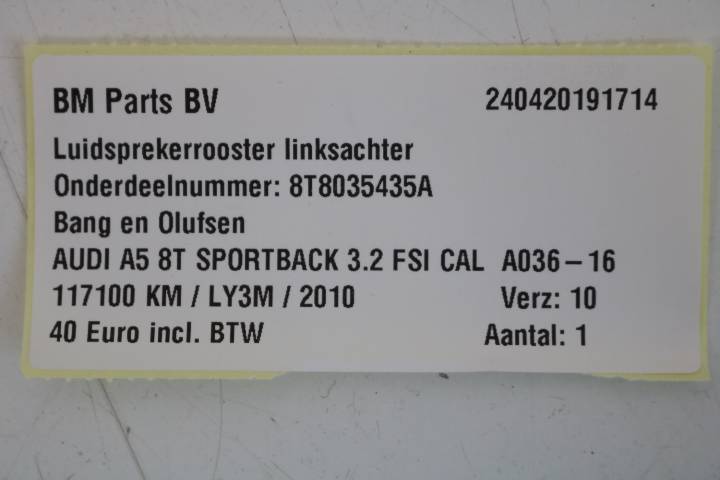 BM Parts BV 240420191714
Luidsprekerrooster linksachter
Onderdeelnummer: 8T8035435A
Bang en Olufsen
AUDI A5 8T SPORTBACK 3.2 FSI CAL A036-16
117100 KM / LY3M / 2010 Verz: 10
40 Euro incl. BTW Aantal: 1